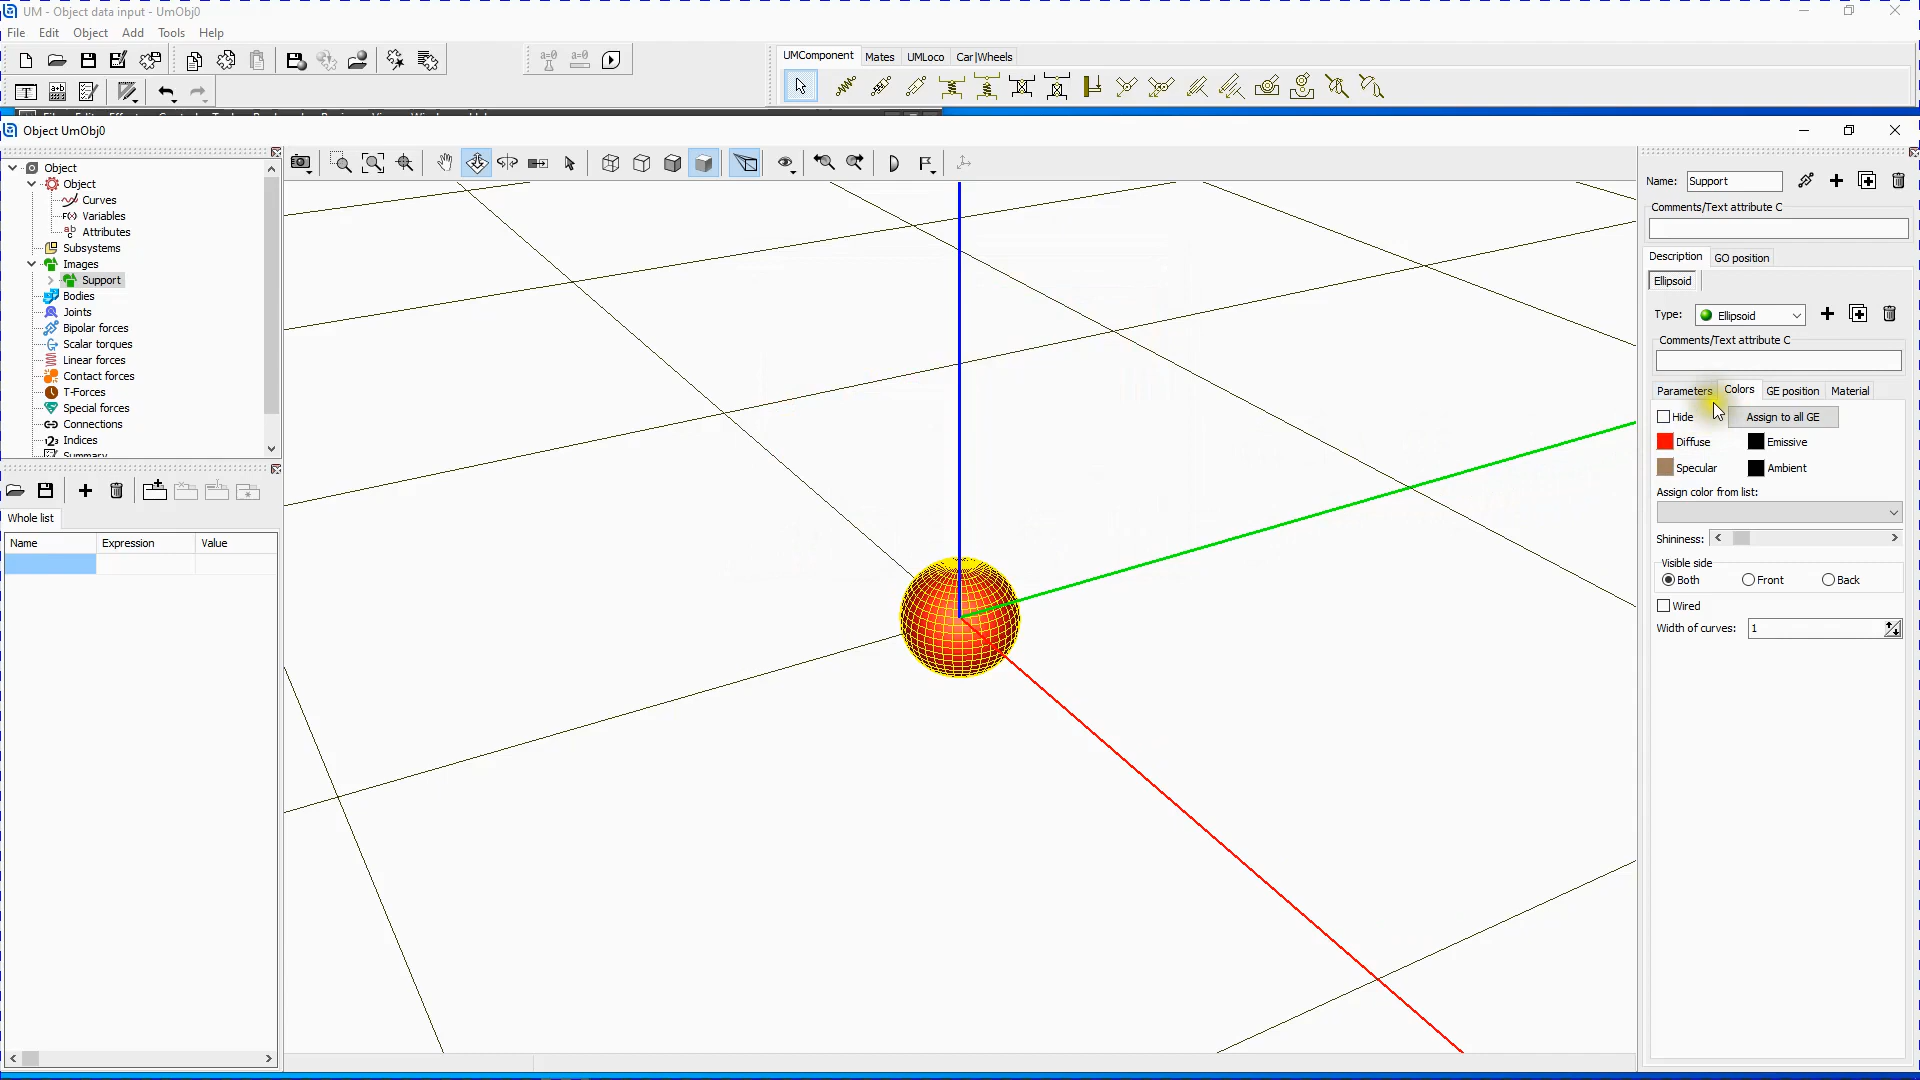 UM - Object data input - UmObj0
File Edit Object Add Tools Help
UMComponent Mates UMLoco Car|Wheels
Object UmObj0
Object
Object
Curves
Variables
Attributes
Subsystems
Images
Support
Bodies
Joints
Bipolar forces
Scalar torques
Linear forces
Contact forces
T-Forces
Special forces
Connections
Indices
Summary
Whole list
Name Expression Value
Name: Support
Comments/Text attribute C
Description GO position
Ellipsoid
Type: Ellipsoid
Comments/Text attribute C
Parameters Colors GE position Material
Hide Assign to all GE
Diffuse Emissive
Specular Ambient
Assign color from list:
Shininess:
Visible side
Both Front Back
Wired
Width of curves: 1